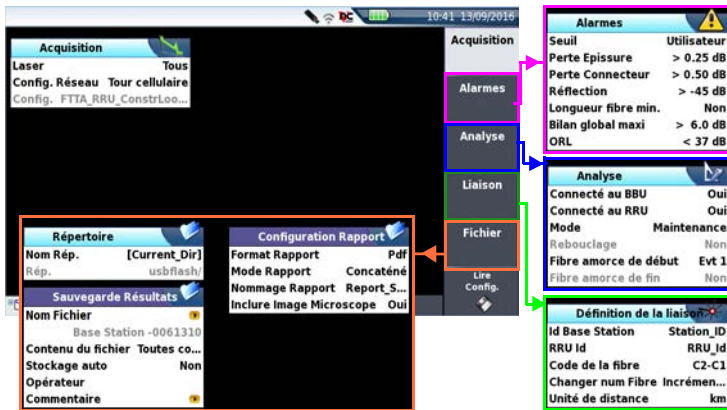 10:41 13/09/2016
Acquisition
Laser Tous
Config. Réseau Tour cellulaire
Config. FTTA_RRU_ConstrLoo...
Acquisition
Alarmes
Analyse
Liaison
Fichier
Lire
Config.
Répertoire
Nom Rép. [Current_Dir]
Rép. usbflash/
Sauvegarde Résultats
Nom Fichier
Base Station -0061310
Contenu du fichier Toutes co...
Stockage auto Non
Opérateur
Commentaire
Configuration Rapport
Format Rapport Pdf
Mode Rapport Concaténé
Nommage Rapport Report_S...
Inclure Image Microscope Oui
Alarmes
Seuil Utilisateur
Perte Epissure > 0.25 dB
Perte Connecteur > 0.50 dB
Réflection > -45 dB
Longueur fibre min. Non
Bilan global maxi > 6.0 dB
ORL < 37 dB
Analyse
Connecté au BBU Oui
Connecté au RRU Oui
Mode Maintenance
Rebouclage Non
Fibre amorce de début Evt 1
Fibre amorce de fin Non
Définition de la liaison
Id Base Station Station_ID
RRU Id RRU_Id
Code de la fibre C2-C1
Changer num Fibre Incrémen...
Unité de distance km